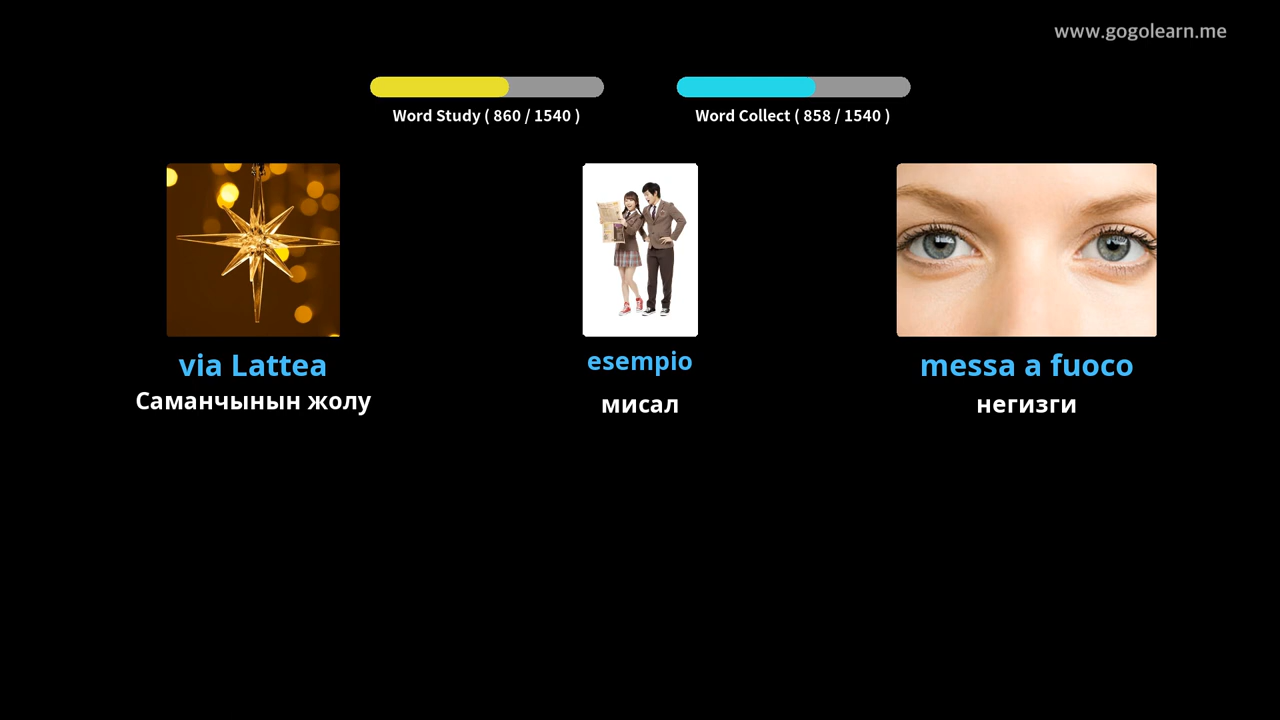 www.gogolearn.me
Word Study ( 860 / 1540 )
Word Collect ( 858 / 1540 )
via Lattea
esempio
messa a fuoco
Саманчынын жолу
мисал
негизги